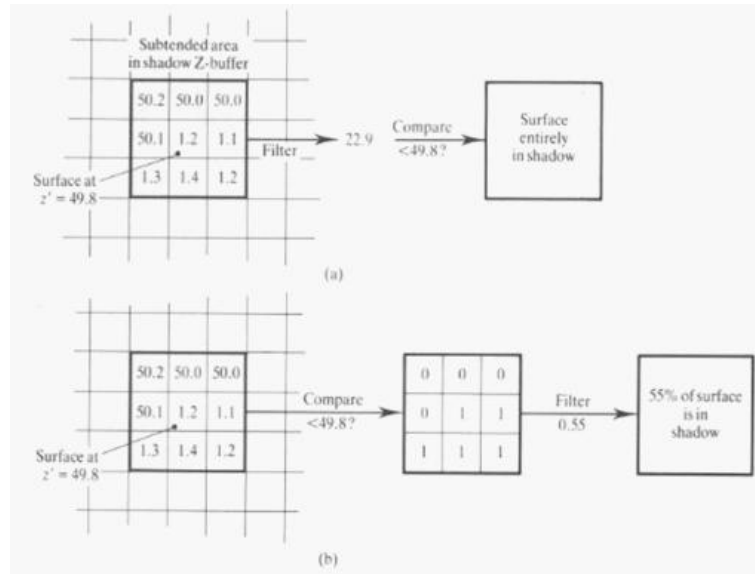 Subtended area
in shadow Z-buffer
50.2 50.0 50.0
50.1 1.2 1.1
1.3 1.4 1.2
Surface at
z' = 49.8
Filter
22.9
Compare
<49.8?
Surface
entirely
in shadow
(a)
50.2 50.0 50.0
50.1 1.2 1.1
1.3 1.4 1.2
Surface at
z' = 49.8
Compare
<49.8?
0 0 0
0 1 1
1 1 1
Filter
0.55
55% of surface
is in
shadow
(b)